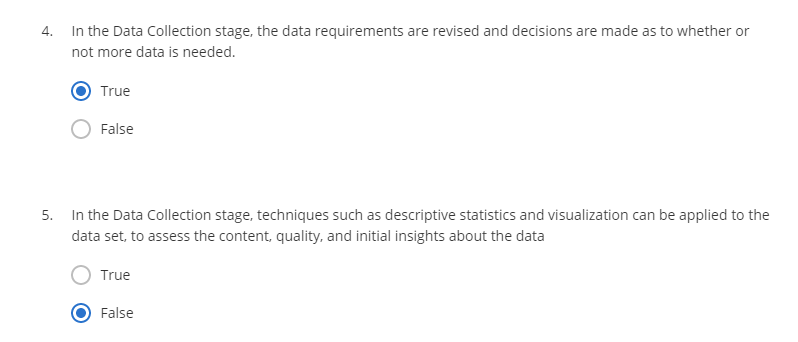 4. In the Data Collection stage, the data requirements are revised and decisions are made as to whether or
not more data is needed.
True
False
5. In the Data Collection stage, techniques such as descriptive statistics and visualization can be applied to the
data set, to assess the content, quality, and initial insights about the data
True
False